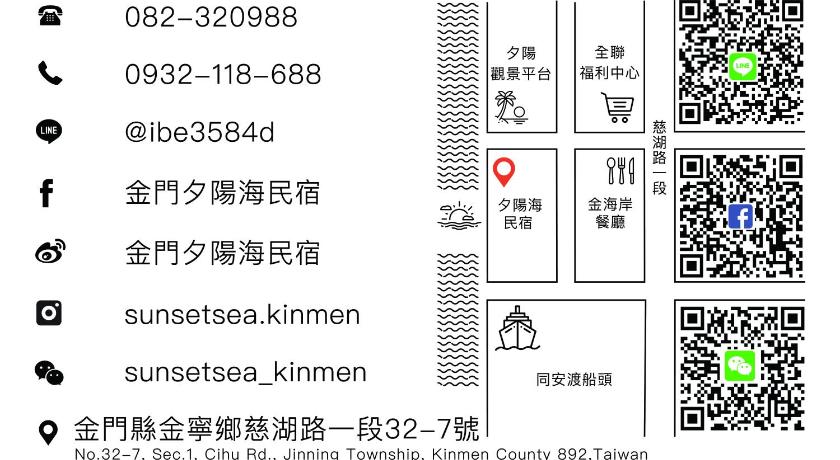 082-320988
0932-118-688
LINE
@ibe3584d
金門夕陽海民宿
金門夕陽海民宿
sunsetsea.kinmen
sunsetsea_kinmen
金門縣金寧鄉慈湖路一段32-7號
No.32-7, Sec.1, Cihu Rd., Jinning Township, Kinmen County 892,Taiwan
夕陽
觀景平台
全聯
福利中心
夕陽海
民宿
金海岸
餐廳
同安渡船頭
慈湖路一段
LINE